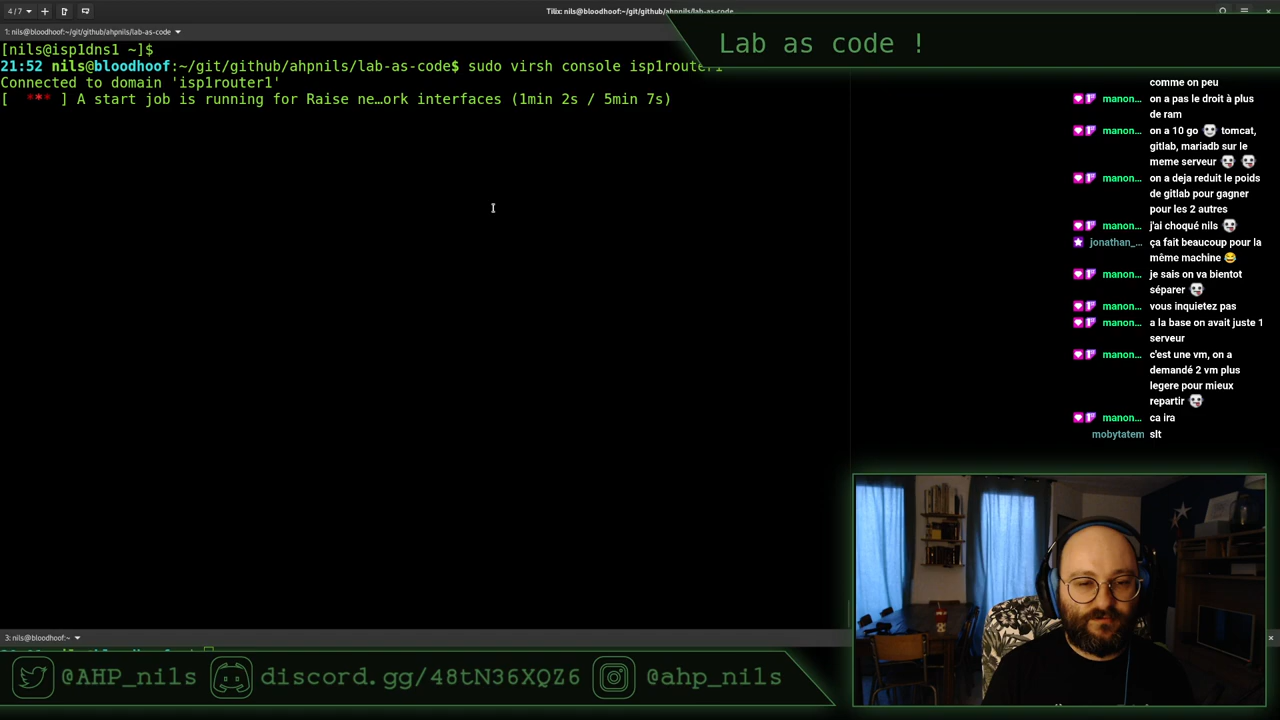 4 / 7
Tilix: nils@bloodhoof:~/git/github/ahpnils/lab-as-code
1: nils@bloodhoof:~/git/github/ahpnils/lab-as-code
Lab as code !
[nils@isp1dns1 ~]$
21:52 nils@bloodhoof:~/git/github/ahpnils/lab-as-code$ sudo virsh console isp1router1
Connected to domain 'isp1router1'
[  *** ] A start job is running for Raise ne…ork interfaces (1min 2s / 5min 7s)
comme on peu
manon… on a pas le droit à plus
de ram
manon… on a 10 go tomcat,
gitlab, mariadb sur le
meme serveur
manon… on a deja reduit le poids
de gitlab pour gagner
pour les 2 autres
manon… j'ai choqué nils
jonathan_… ça fait beaucoup pour la
même machine
manon… je sais on va bientot
séparer
manon… vous inquietez pas
manon… a la base on avait juste 1
serveur
manon… c'est une vm, on a
demandé 2 vm plus
legere pour mieux
repartir
manon… ca ira
mobytatem slt
3: nils@bloodhoof:~
@AHP_nils
discord.gg/48tN36XQZ6
@ahp_nils